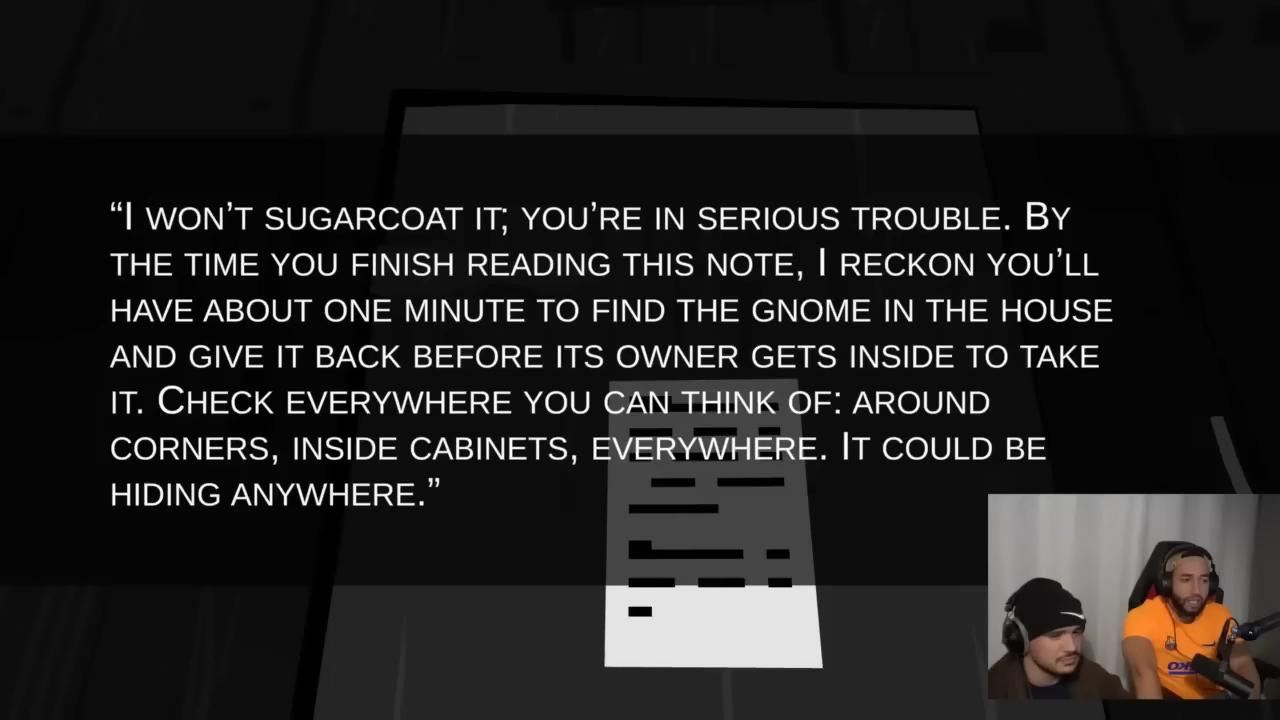 “I WON’T SUGARCOAT IT; YOU’RE IN SERIOUS TROUBLE. BY
THE TIME YOU FINISH READING THIS NOTE, I RECKON YOU’LL
HAVE ABOUT ONE MINUTE TO FIND THE GNOME IN THE HOUSE
AND GIVE IT BACK BEFORE ITS OWNER GETS INSIDE TO TAKE
IT. CHECK EVERYWHERE YOU CAN THINK OF: AROUND
CORNERS, INSIDE CABINETS, EVERYWHERE. IT COULD BE
HIDING ANYWHERE.”